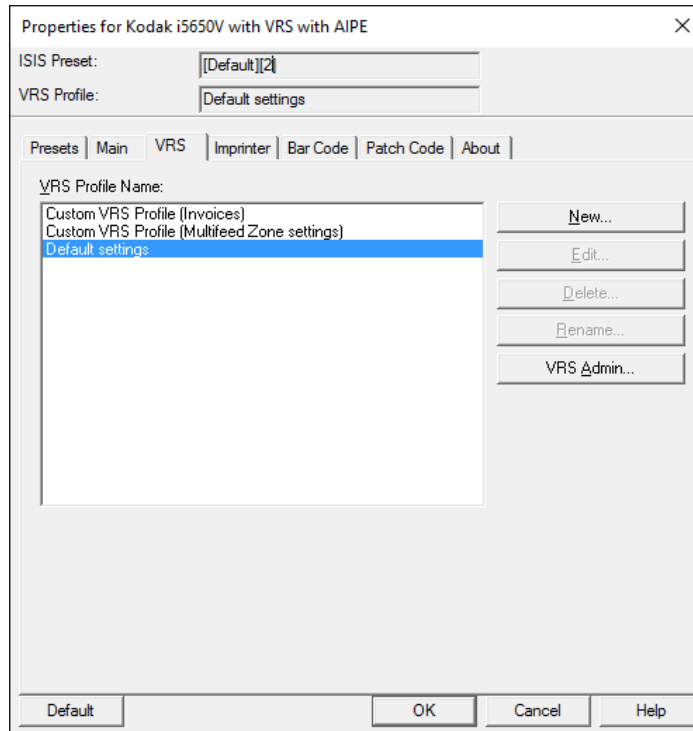 Properties for Kodak i5650V with VRS with AIPE
ISIS Preset:
[Default][2]
VRS Profile:
Default settings
Presets
Main
VRS
Imprinter
Bar Code
Patch Code
About
VRS Profile Name:
Custom VRS Profile (Invoices)
Custom VRS Profile (Multifeed Zone settings)
Default settings
New...
Edit...
Delete...
Rename...
VRS Admin...
Default
OK
Cancel
Help